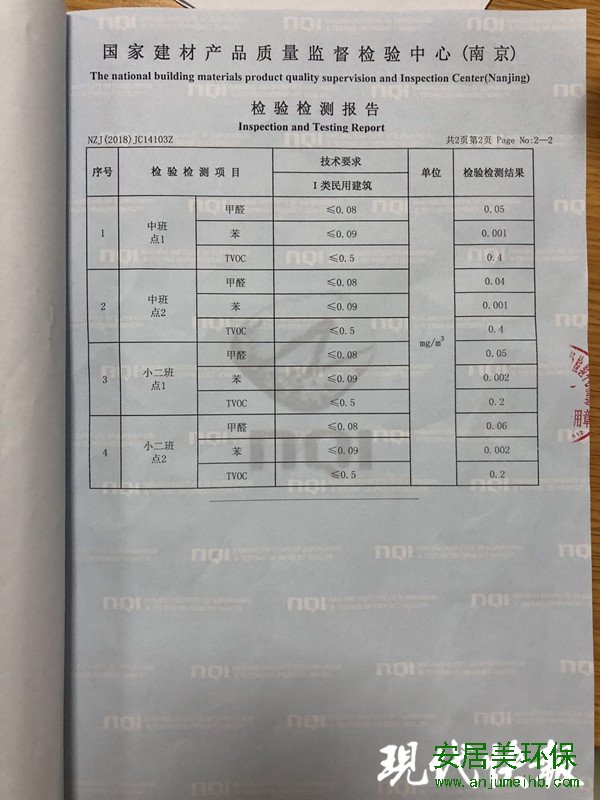 国家建材产品质量监督检验中心(南京)
The national building materials product quality supervision and Inspection Center(Nanjing)
检验检测报告
Inspection and Testing Report
NZJ(2018)JC14103Z 共2页第2页 Page No:2—2
序号 检验检测项目 技术要求 单位 检验检测结果
I类民用建筑
1 中班点1 甲醛 ≤0.08 mg/m³ 0.05
苯 ≤0.09 0.001
TVOC ≤0.5 0.4
2 中班点2 甲醛 ≤0.08 0.04
苯 ≤0.09 0.001
TVOC ≤0.5 0.4
3 小二班点1 甲醛 ≤0.08 0.05
苯 ≤0.09 0.002
TVOC ≤0.5 0.2
4 小二班点2 甲醛 ≤0.08 0.06
苯 ≤0.09 0.002
TVOC ≤0.5 0.2
用章
nQI
现代快报
安居美环保
www.anjumeihb.com